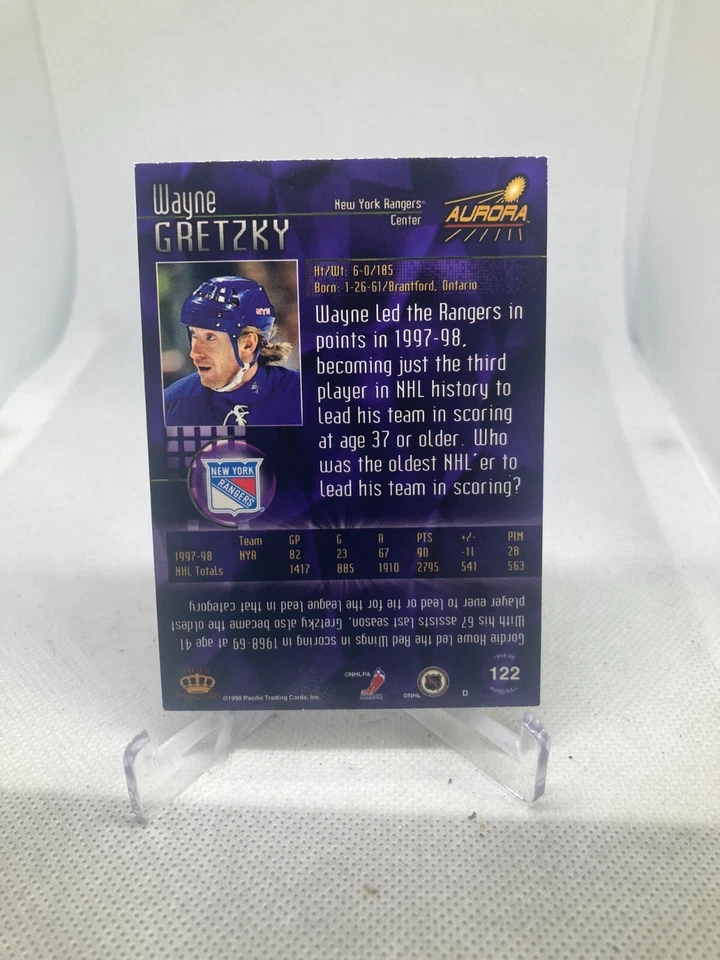 Wayne
GRETZKY
New York Rangers
Center
AURORA
Ht/Wt: 6-0/185
Born: 1-26-61/Brantford, Ontario
Wayne led the Rangers in
points in 1997-98,
becoming just the third
player in NHL history to
lead his team in scoring
at age 37 or older. Who
was the oldest NHL'er to
lead his team in scoring?
NYR
NEW YORK
RANGERS
Team GP G A PTS +/- PIM
1997-98 NYR 82 23 67 90 -11 28
NHL Totals 1417 885 1910 2795 541 563
Gordie Howe led the Red Wings in scoring in 1968-69 at age 41.
With his 67 assists last season, Gretzky also became the oldest
player ever to lead or tie for the league lead in that category.
©1998 Pacific Trading Cards, Inc.
©NHLPA
NHLPA
©NHL
D
1998-99
122
AURORA